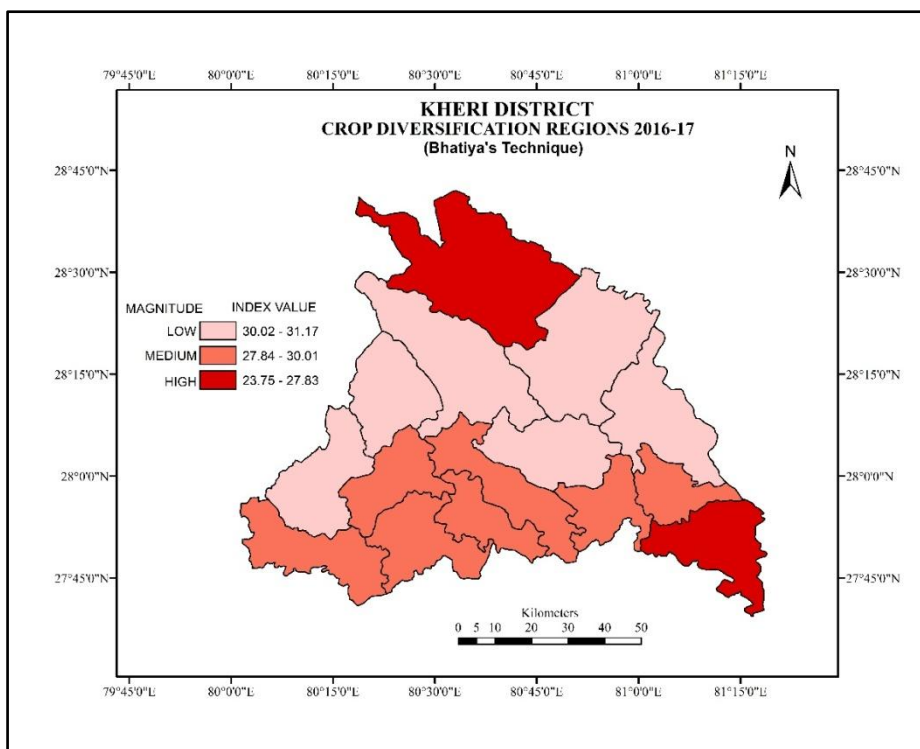 79°45'0"E 80°0'0"E 80°15'0"E 80°30'0"E 80°45'0"E 81°0'0"E 81°15'0"E
KHERI DISTRICT
CROP DIVERSIFICATION REGIONS 2016-17
(Bhatiya's Technique)
N
28°45'0"N 28°45'0"N
28°30'0"N 28°30'0"N
MAGNITUDE INDEX VALUE
LOW 30.02 - 31.17
MEDIUM 27.84 - 30.01
HIGH 23.75 - 27.83
28°15'0"N 28°15'0"N
28°0'0"N 28°0'0"N
27°45'0"N 27°45'0"N
Kilometers
0 5 10 20 30 40 50
79°45'0"E 80°0'0"E 80°15'0"E 80°30'0"E 80°45'0"E 81°0'0"E 81°15'0"E